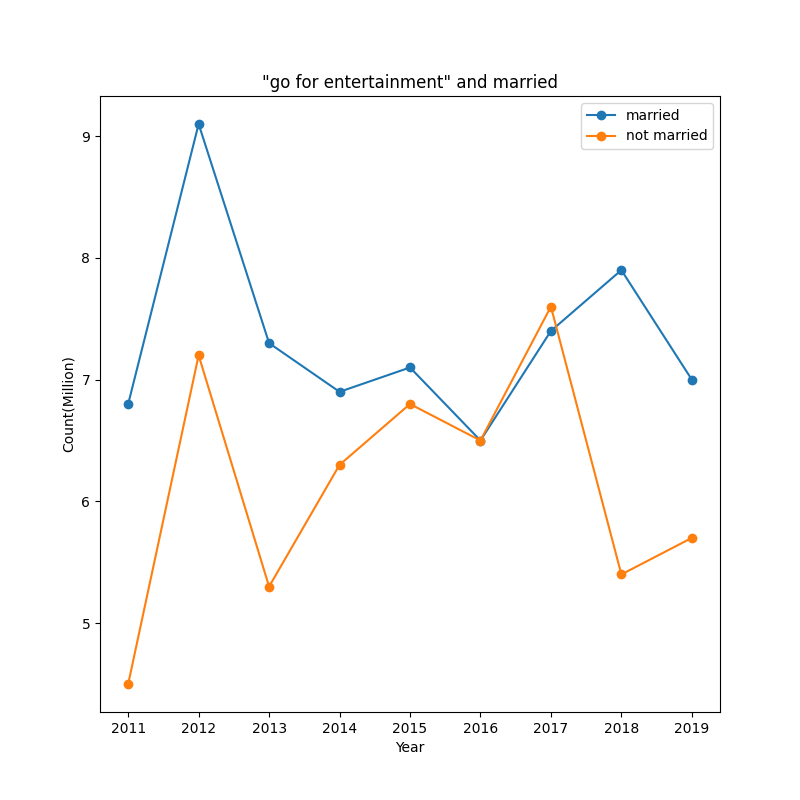 "go for entertainment" and married
married
not married
9
8
7
6
5
Count(Million)
2011 2012 2013 2014 2015 2016 2017 2018 2019
Year